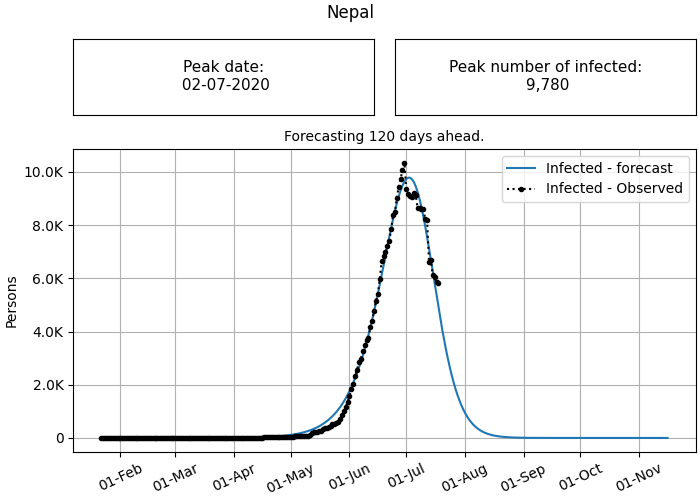 Nepal
Peak date:
02-07-2020
Peak number of infected:
9,780
Forecasting 120 days ahead.
Infected - forecast
Infected - Observed
10.0K
8.0K
6.0K
4.0K
2.0K
0
Persons
01-Feb
01-Mar
01-Apr
01-May
01-Jun
01-Jul
01-Aug
01-Sep
01-Oct
01-Nov